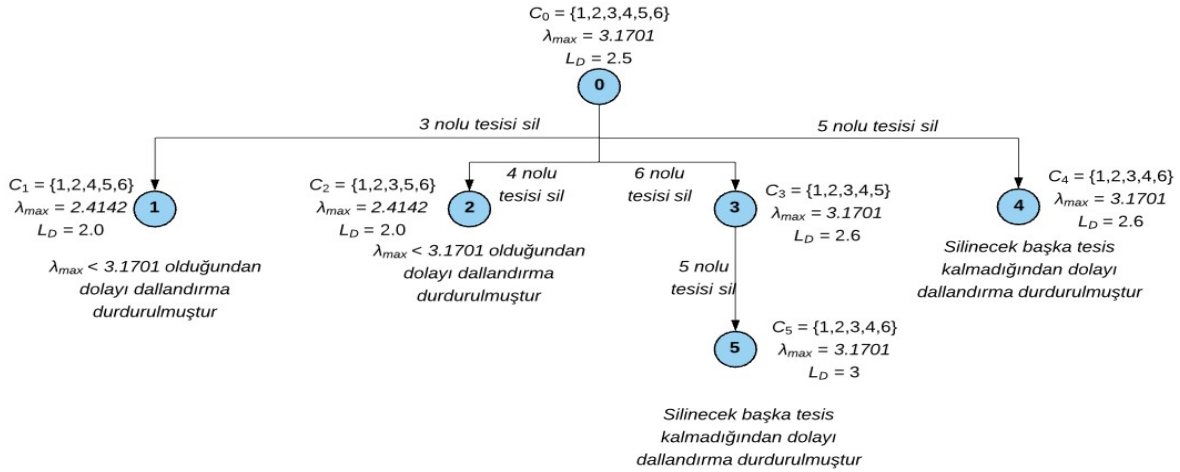 C₀ = {1,2,3,4,5,6}
λₘₐₓ = 3.1701
L_D = 2.5
0
3 nolu tesisi sil
5 nolu tesisi sil
4 nolu
tesisi sil
6 nolu
tesisi sil
C₁ = {1,2,4,5,6}
λₘₐₓ = 2.4142
L_D = 2.0
1
λₘₐₓ < 3.1701 olduğundan
dolayı dallandırma
durdurulmuştur
C₂ = {1,2,3,5,6}
λₘₐₓ = 2.4142
L_D = 2.0
2
λₘₐₓ < 3.1701 olduğundan
dolayı dallandırma
durdurulmuştur
3
C₃ = {1,2,3,4,5}
λₘₐₓ = 3.1701
L_D = 2.6
4
C₄ = {1,2,3,4,6}
λₘₐₓ = 3.1701
L_D = 2.6
Silinecek başka tesis
kalmadığından dolayı
dallandırma durdurulmuştur
5 nolu
tesisi sil
5
C₅ = {1,2,3,4,6}
λₘₐₓ = 3.1701
L_D = 3
Silinecek başka tesis
kalmadığından dolayı
dallandırma durdurulmuştur